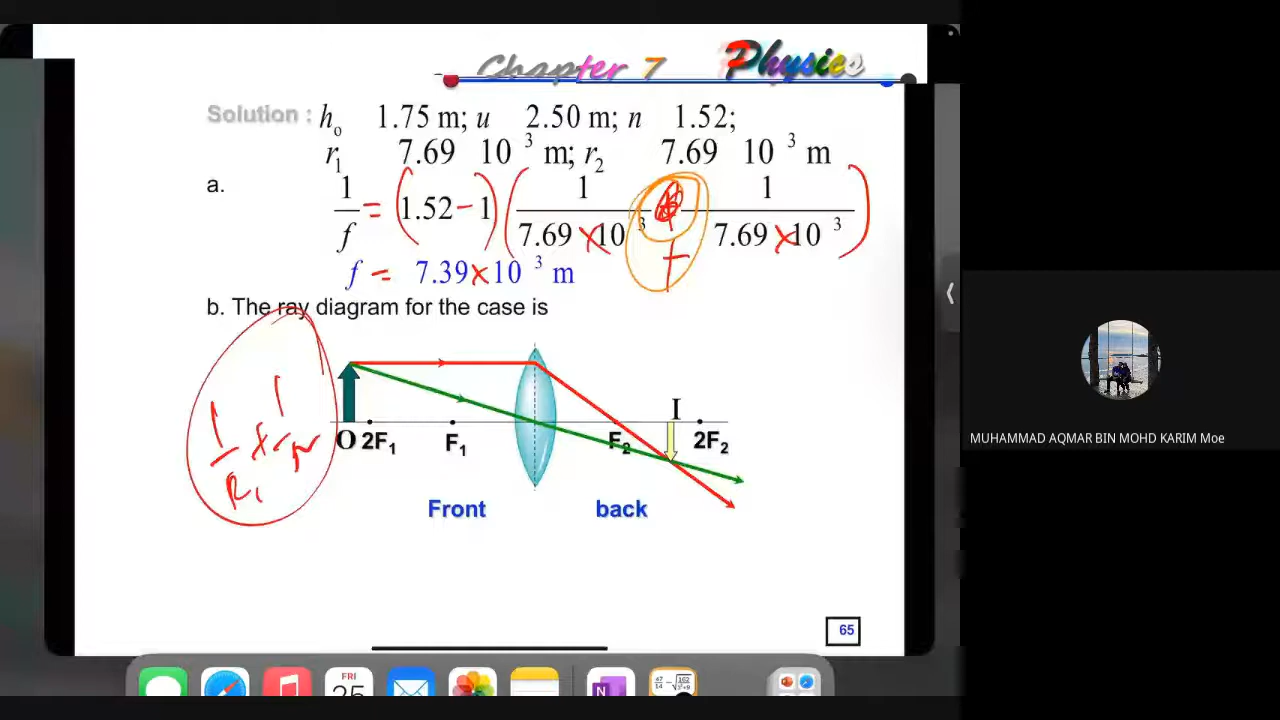 Chapter 7 Physics
Solution : h₀ 1.75 m; u 2.50 m; n 1.52;
r₁ 7.69 10 ³ m; r₂ 7.69 10 ³ m
a.
1/f = (1.52 − 1)(1/7.69 × 10 ³ + 1/7.69 × 10 ³)
f = 7.39 × 10 ³ m
b. The ray diagram for the case is
1/R₁ + 1/
O 2F₁ F₁ F₂ I 2F₂
Front back
65
FRI
25
MUHAMMAD AQMAR BIN MOHD KARIM Moe